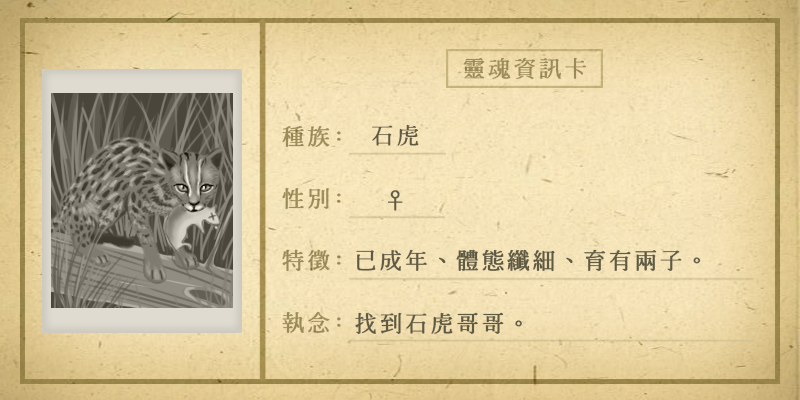 靈魂資訊卡
種族：石虎
性別：♀
特徵：已成年、體態纖細、育有兩子。
執念：找到石虎哥哥。